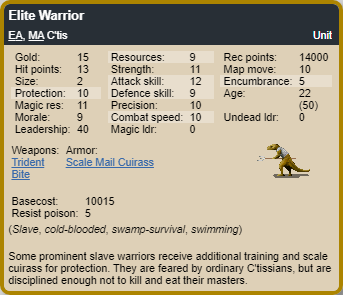 Elite Warrior
EA, MA C'tis Unit
Gold: 15 Resources: 9 Rec points: 14000
Hit points: 13 Strength: 11 Map move: 10
Size: 2 Attack skill: 12 Encumbrance: 5
Protection: 10 Defence skill: 9 Age: 22
Magic res: 11 Precision: 10 (50)
Morale: 9 Combat speed: 10 Undead ldr: 0
Leadership: 40 Magic ldr: 0
Weapons: Armor:
Trident Scale Mail Cuirass
Bite
Basecost: 10015
Resist poison: 5
(Slave, cold-blooded, swamp-survival, swimming)
Some prominent slave warriors receive additional training and scale
cuirass for protection. They are feared by ordinary C'tissians, but are
disciplined enough not to kill and eat their masters.